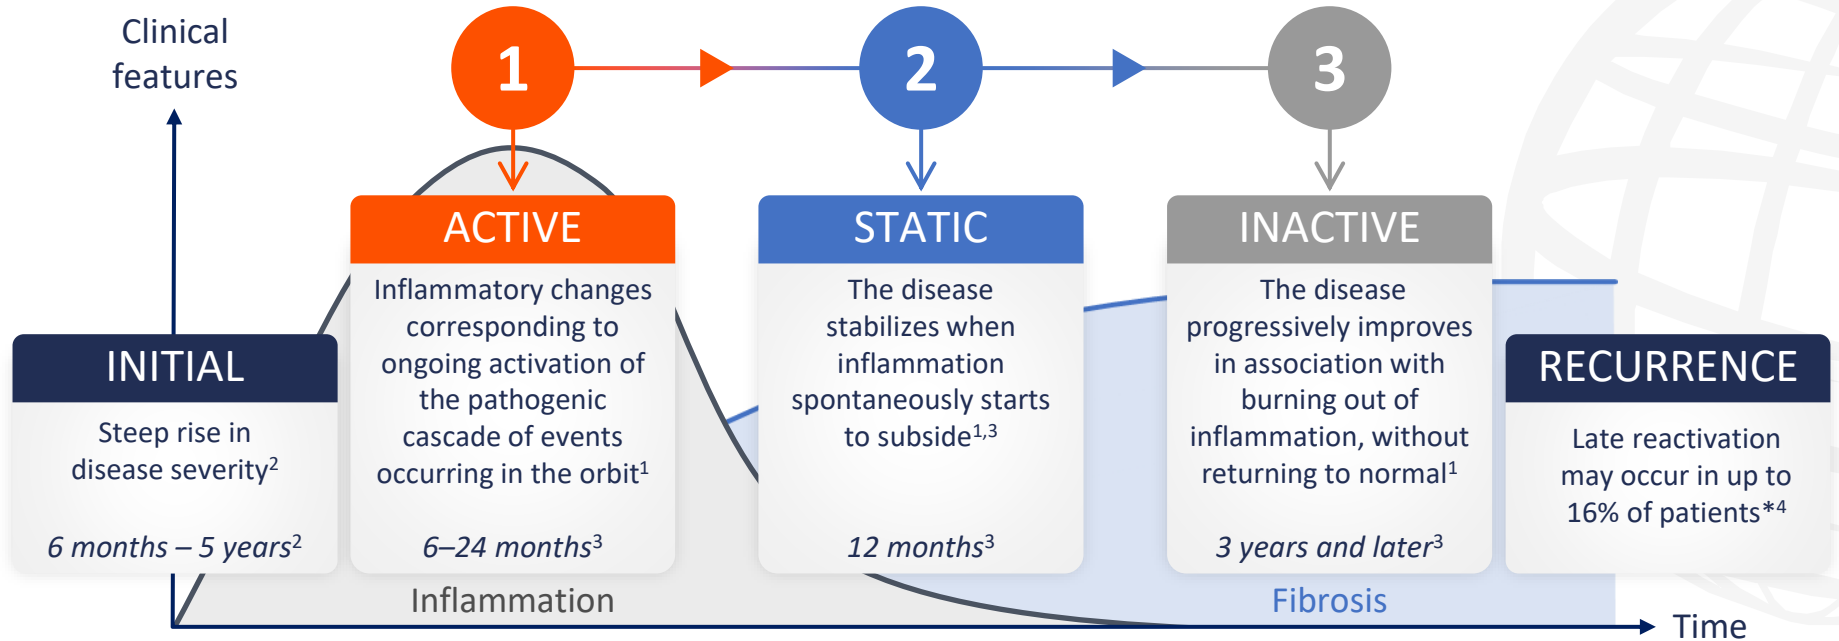 Clinical
features
1
2
3
INITIAL
Steep rise in
disease severity²
6 months – 5 years²
ACTIVE
Inflammatory changes
corresponding to
ongoing activation of
the pathogenic
cascade of events
occurring in the orbit¹
6–24 months³
STATIC
The disease
stabilizes when
inflammation
spontaneously starts
to subside¹,³
12 months³
INACTIVE
The disease
progressively improves
in association with
burning out of
inflammation, without
returning to normal¹
3 years and later³
RECURRENCE
Late reactivation
may occur in up to
16% of patients*⁴
Inflammation
Fibrosis
Time